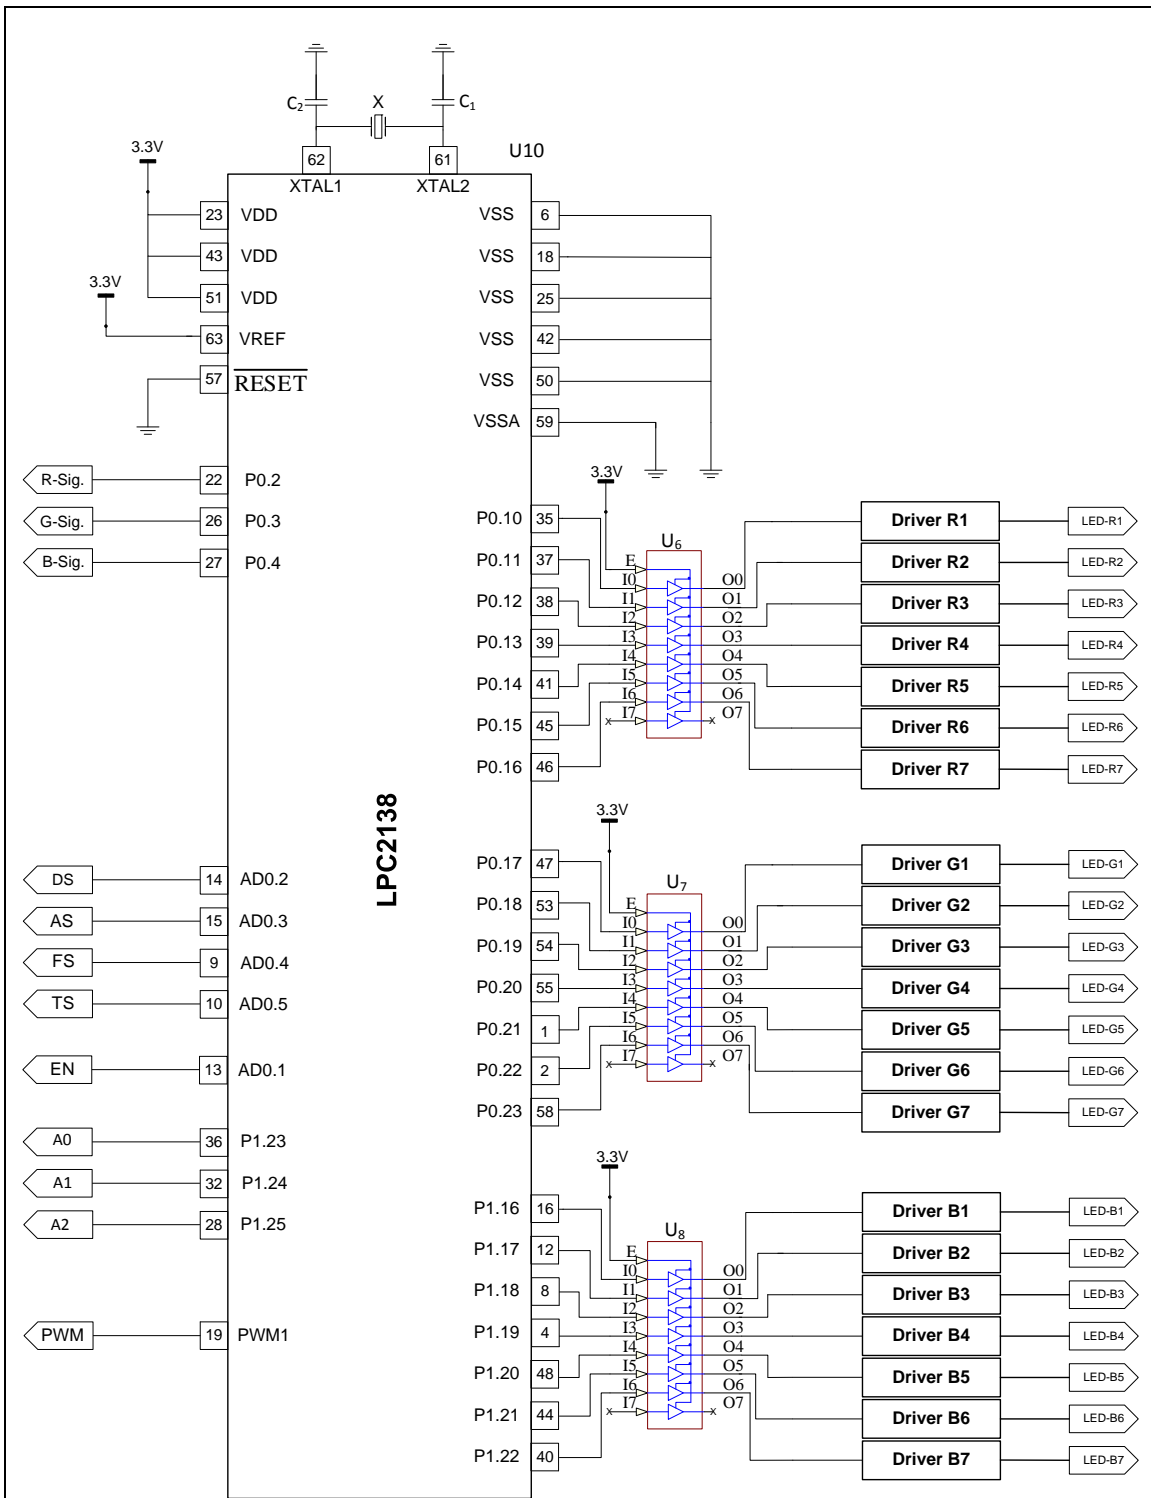 C2 X C1
3.3V 62 61 U10
XTAL1 XTAL2
23 VDD VSS 6
43 VDD VSS 18
3.3V
51 VDD VSS 25
63 VREF VSS 42
57 RESET VSS 50
VSSA 59
R-Sig. 22 P0.2 3.3V
G-Sig. 26 P0.3 P0.10 35 Driver R1 LED-R1
B-Sig. 27 P0.4 P0.11 37 U6 Driver R2 LED-R2
E
I0 O0
I1 O1
P0.12 38 I2 O2 Driver R3 LED-R3
P0.13 39 I3 O3 Driver R4 LED-R4
I4 O4
P0.14 41 I5 O5 Driver R5 LED-R5
I6 O6
P0.15 45 I7 O7 Driver R6 LED-R6
P0.16 46 Driver R7 LED-R7
LPC2138
3.3V
P0.17 47 Driver G1 LED-G1
DS 14 AD0.2 U7
P0.18 53 E Driver G2 LED-G2
AS 15 AD0.3 I0 O0
I1 O1
P0.19 54 I2 O2 Driver G3 LED-G3
FS 9 AD0.4
P0.20 55 I3 O3 Driver G4 LED-G4
TS 10 AD0.5 I4 O4
P0.21 1 I5 O5 Driver G5 LED-G5
I6 O6
EN 13 AD0.1 P0.22 2 I7 O7 Driver G6 LED-G6
P0.23 58 Driver G7 LED-G7
A0 36 P1.23
3.3V
A1 32 P1.24
P1.16 16 Driver B1 LED-B1
A2 28 P1.25 U8
P1.17 12 E Driver B2 LED-B2
I0 O0
P1.18 8 I1 O1 Driver B3 LED-B3
I2 O2
PWM 19 PWM1 P1.19 4 I3 O3 Driver B4 LED-B4
I4 O4
P1.20 48 I5 O5 Driver B5 LED-B5
I6 O6
P1.21 44 I7 O7 Driver B6 LED-B6
P1.22 40 Driver B7 LED-B7